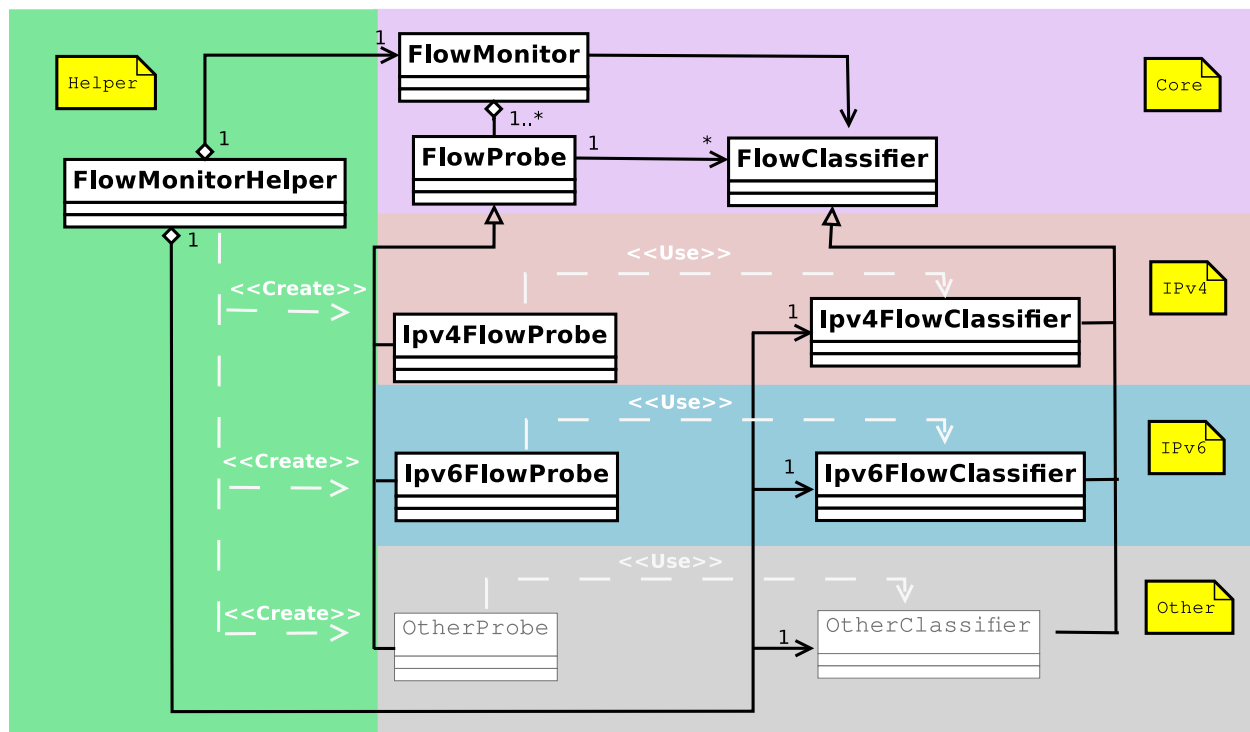 Helper
1
FlowMonitor
Core
1..*
1
FlowProbe
1
*
FlowClassifier
FlowMonitorHelper
1
<<Use>>
<<Create>>
IPv4
1
Ipv4FlowProbe
Ipv4FlowClassifier
<<Use>>
<<Create>>
IPv6
1
Ipv6FlowProbe
Ipv6FlowClassifier
<<Use>>
<<Create>>
Other
OtherProbe
1
OtherClassifier